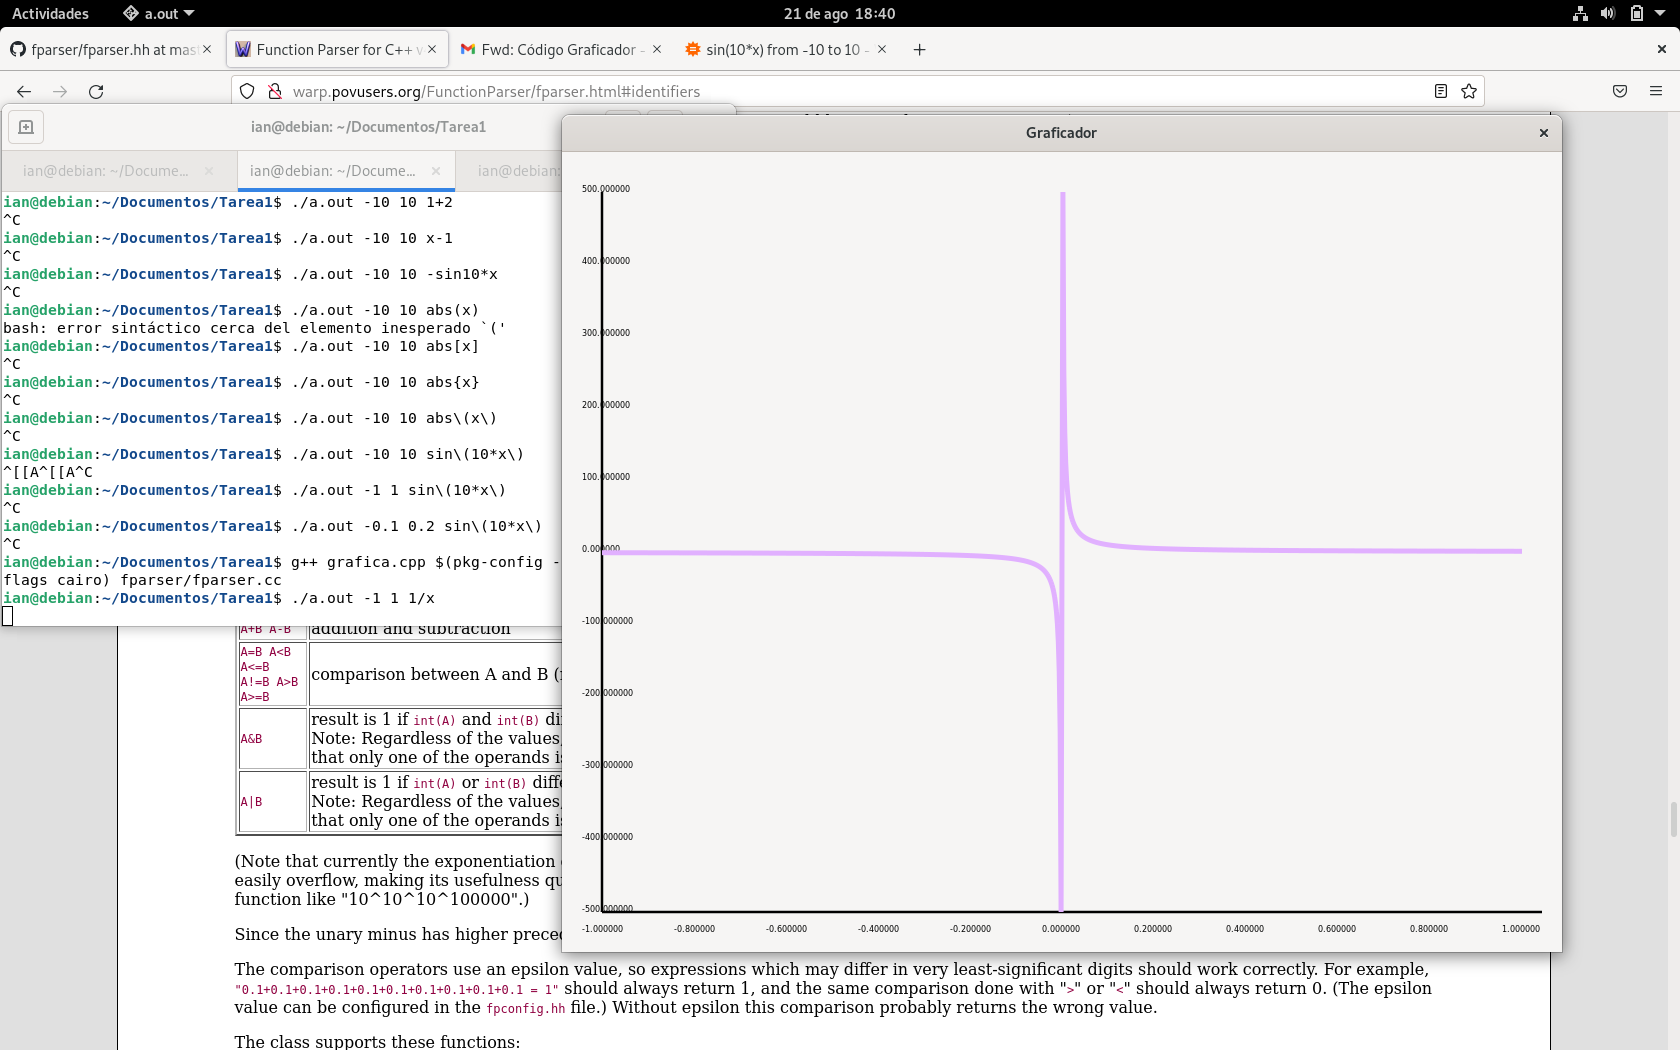 Actividades
a.out
21 de ago 18:40
fparser/fparser.hh at mas
Function Parser for C++ v
Fwd: Código Graficador -
sin(10*x) from -10 to 10 -
warp.povusers.org/FunctionParser/fparser.html#identifiers
ian@debian: ~/Documentos/Tarea1
ian@debian: ~/Docume...
ian@debian: ~/Docume...
ian@debian:
ian@debian:~/Documentos/Tarea1$ ./a.out -10 10 1+2
^C
ian@debian:~/Documentos/Tarea1$ ./a.out -10 10 x-1
^C
ian@debian:~/Documentos/Tarea1$ ./a.out -10 10 -sin10*x
^C
ian@debian:~/Documentos/Tarea1$ ./a.out -10 10 abs(x)
bash: error sintáctico cerca del elemento inesperado `('
ian@debian:~/Documentos/Tarea1$ ./a.out -10 10 abs[x]
^C
ian@debian:~/Documentos/Tarea1$ ./a.out -10 10 abs{x}
^C
ian@debian:~/Documentos/Tarea1$ ./a.out -10 10 abs\(x\)
^C
ian@debian:~/Documentos/Tarea1$ ./a.out -10 10 sin\(10*x\)
^[[A^[[A^C
ian@debian:~/Documentos/Tarea1$ ./a.out -1 1 sin\(10*x\)
^C
ian@debian:~/Documentos/Tarea1$ ./a.out -0.1 0.2 sin\(10*x\)
^C
ian@debian:~/Documentos/Tarea1$ g++ grafica.cpp $(pkg-config -
flags cairo) fparser/fparser.cc
ian@debian:~/Documentos/Tarea1$ ./a.out -1 1 1/x
Graficador
500.000000
400.000000
300.000000
200.000000
100.000000
0.000000
-100.000000
-200.000000
-300.000000
-400.000000
-500.000000
-1.000000 -0.800000 -0.600000 -0.400000 -0.200000 0.000000 0.200000 0.400000 0.600000 0.800000 1.000000
A+B A-B addition and subtraction
A=B A<B
A<=B
A!=B A>B
A>=B
comparison between A and B (
A&B
result is 1 if int(A) and int(B) di
Note: Regardless of the values,
that only one of the operands is
A|B
result is 1 if int(A) or int(B) diffe
Note: Regardless of the values,
that only one of the operands is
(Note that currently the exponentiation
easily overflow, making its usefulness qu
function like "10^10^10^100000".)
Since the unary minus has higher prece
The comparison operators use an epsilon value, so expressions which may differ in very least-significant digits should work correctly. For example,
"0.1+0.1+0.1+0.1+0.1+0.1+0.1+0.1+0.1+0.1 = 1" should always return 1, and the same comparison done with ">" or "<" should always return 0. (The epsilon
value can be configured in the fpconfig.hh file.) Without epsilon this comparison probably returns the wrong value.
The class supports these functions: